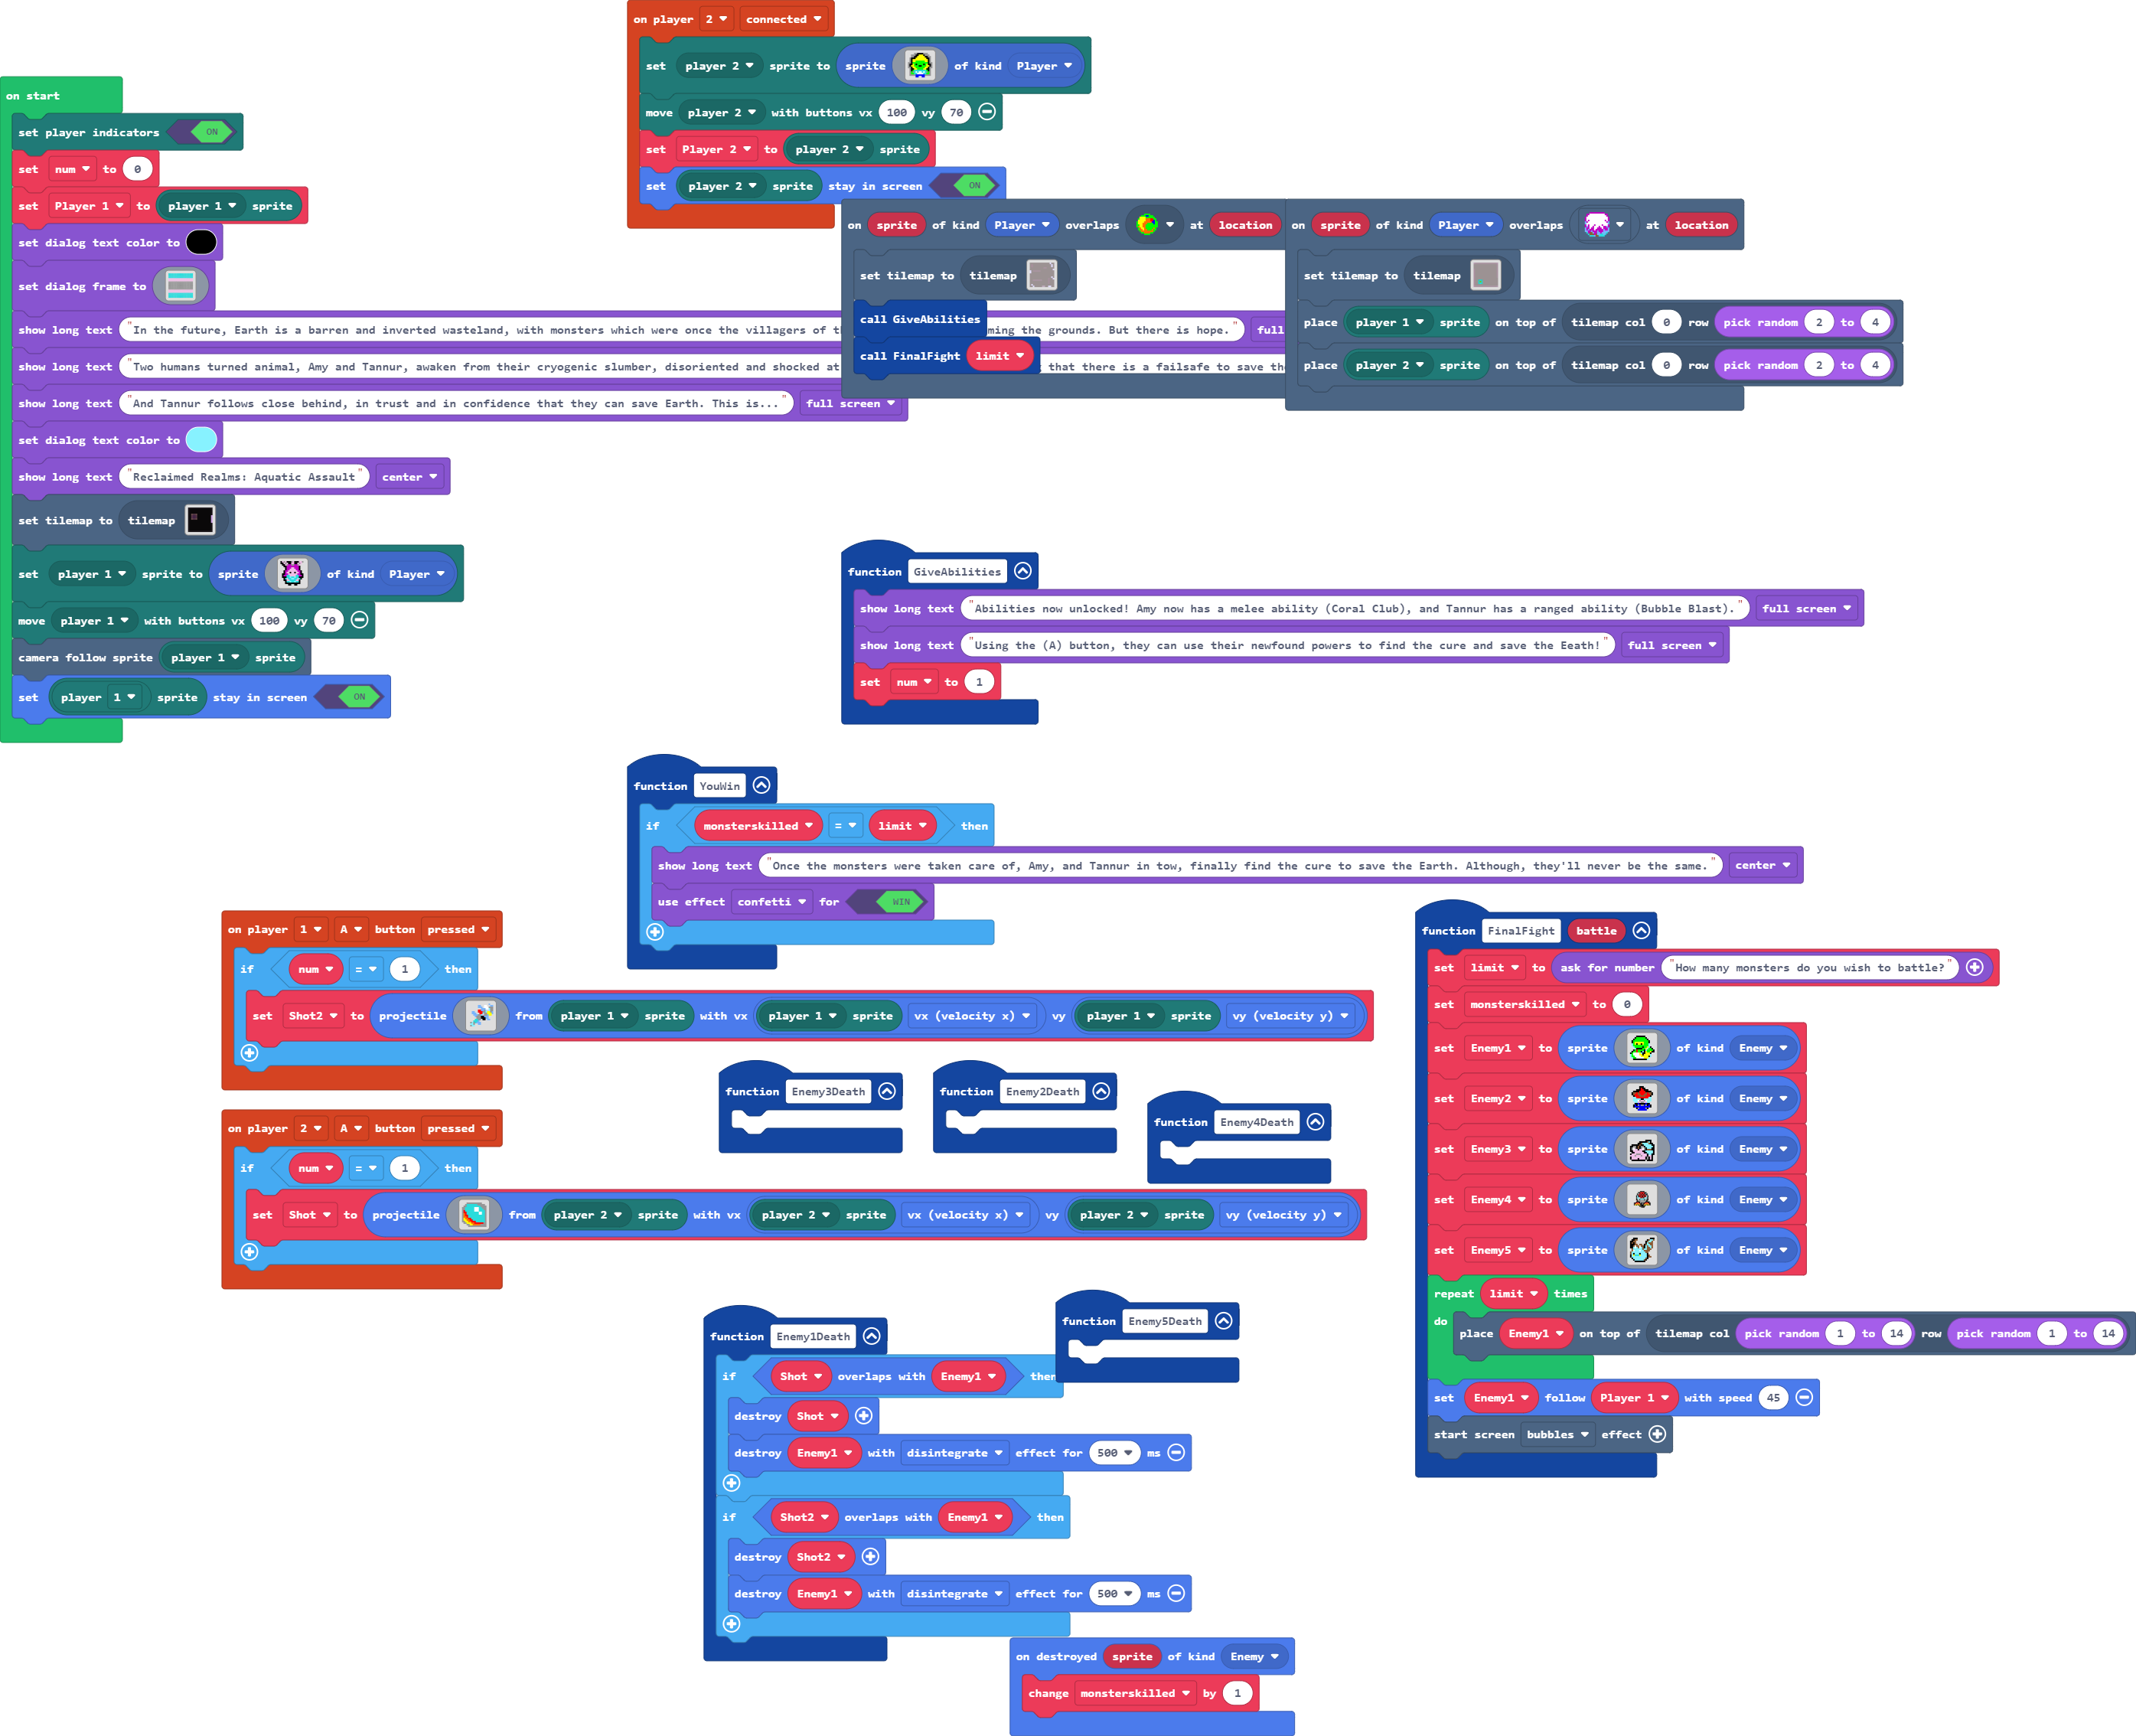 on player 2 connected
set player 2 sprite to sprite of kind Player
move player 2 with buttons vx 100 vy 70
set Player 2 to player 2 sprite
set player 2 sprite stay in screen ON
on start
set player indicators ON
set num to 0
set Player 1 to player 1 sprite
set dialog text color to
set dialog frame to
show long text "In the future, Earth is a barren and inverted wasteland, with monsters which were once the villagers of th ming the grounds. But there is hope." full
show long text "Two humans turned animal, Amy and Tannur, awaken from their cryogenic slumber, disoriented and shocked at that there is a failsafe to save th
show long text "And Tannur follows close behind, in trust and in confidence that they can save Earth. This is..." full screen
set dialog text color to
show long text "Reclaimed Realms: Aquatic Assault" center
set tilemap to tilemap
set player 1 sprite to sprite of kind Player
move player 1 with buttons vx 100 vy 70
camera follow sprite player 1 sprite
set player 1 sprite stay in screen ON
on sprite of kind Player overlaps at location
set tilemap to tilemap
call GiveAbilities
call FinalFight limit
on sprite of kind Player overlaps at location
set tilemap to tilemap
place player 1 sprite on top of tilemap col 0 row pick random 2 to 4
place player 2 sprite on top of tilemap col 0 row pick random 2 to 4
function GiveAbilities
show long text "Abilities now unlocked! Amy now has a melee ability (Coral Club), and Tannur has a ranged ability (Bubble Blast)." full screen
show long text "Using the (A) button, they can use their newfound powers to find the cure and save the Eeath!" full screen
set num to 1
function YouWin
if monsterskilled = limit then
show long text "Once the monsters were taken care of, Amy, and Tannur in tow, finally find the cure to save the Earth. Although, they'll never be the same." center
use effect confetti for WIN
on player 1 A button pressed
if num = 1 then
set Shot2 to projectile from player 1 sprite with vx player 1 sprite vx (velocity x) vy player 1 sprite vy (velocity y)
on player 2 A button pressed
if num = 1 then
set Shot to projectile from player 2 sprite with vx player 2 sprite vx (velocity x) vy player 2 sprite vy (velocity y)
function Enemy3Death
function Enemy2Death
function Enemy4Death
function FinalFight battle
set limit to ask for number "How many monsters do you wish to battle?"
set monsterskilled to 0
set Enemy1 to sprite of kind Enemy
set Enemy2 to sprite of kind Enemy
set Enemy3 to sprite of kind Enemy
set Enemy4 to sprite of kind Enemy
set Enemy5 to sprite of kind Enemy
repeat limit times
do place Enemy1 on top of tilemap col pick random 1 to 14 row pick random 1 to 14
set Enemy1 follow Player 1 with speed 45
start screen bubbles effect
function Enemy1Death
if Shot overlaps with Enemy1 then
destroy Shot
destroy Enemy1 with disintegrate effect for 500 ms
if Shot2 overlaps with Enemy1 then
destroy Shot2
destroy Enemy1 with disintegrate effect for 500 ms
function Enemy5Death
on destroyed sprite of kind Enemy
change monsterskilled by 1